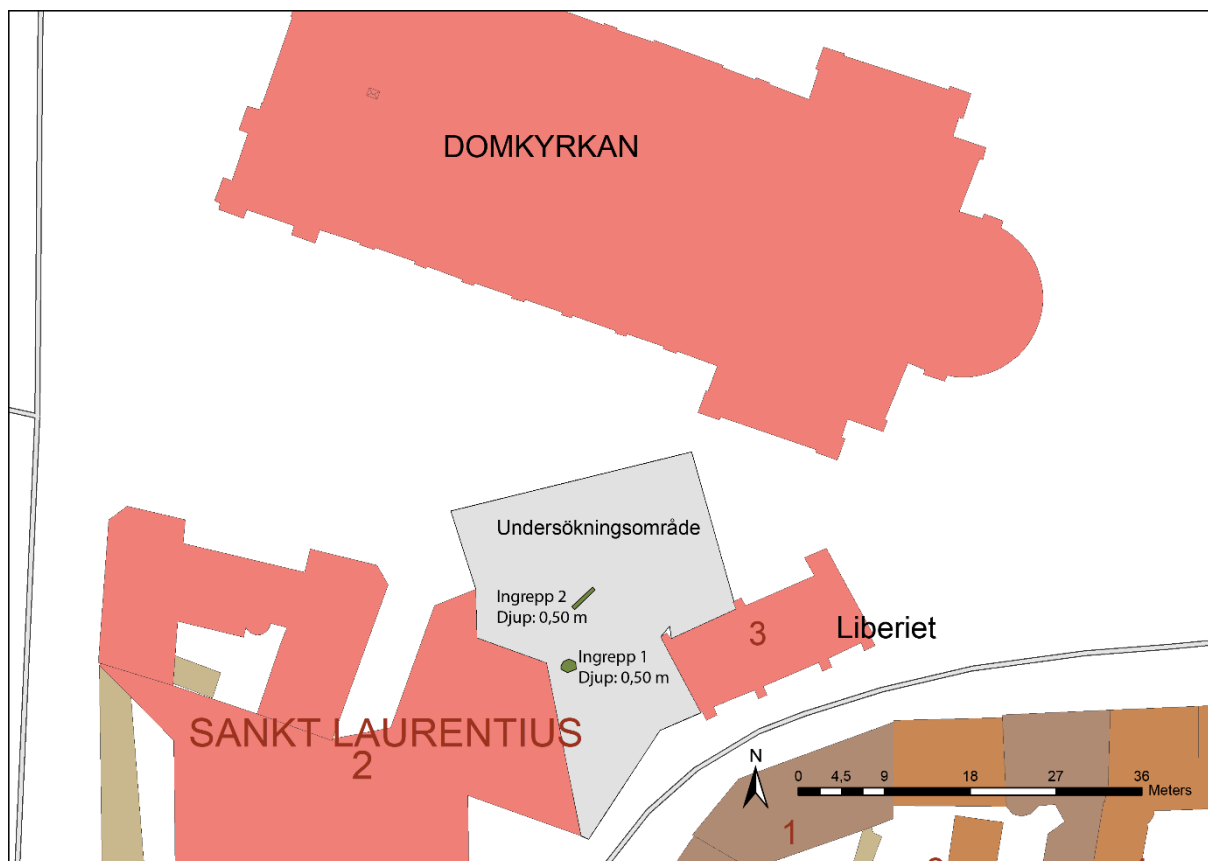 DOMKYRKAN
Undersökningsområde
Ingrepp 2
Djup: 0,50 m
3
Liberiet
Ingrepp 1
Djup: 0,50 m
SANKT LAURENTIUS
2
N
0 4,5 9 18 27 36
Meters
1